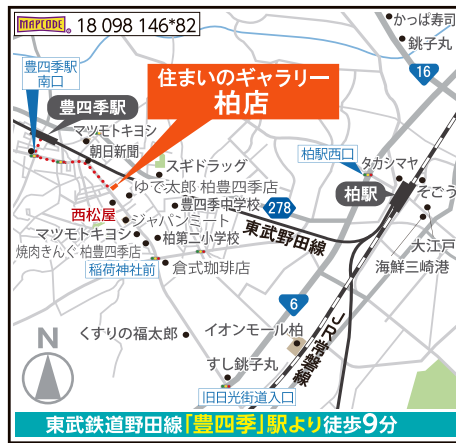 MAPCODE® 18 098 146*82
かっぱ寿司
銚子丸
16
豊四季駅
南口
住まいのギャラリー
柏店
豊四季駅
マツモトキヨシ
朝日新聞
スギドラッグ
柏駅西口
タカシマヤ
ゆで太郎 柏豊四季店
柏駅
そごう
西松屋
豊四季中学校
278
ジャパンミート
東武野田線
マツモトキヨシ
柏第二小学校
大江戸
焼肉きんぐ 柏豊四季店
海鮮三崎港
稲荷神社前
倉式珈琲店
6
JR常磐線
N
くすりの福太郎
イオンモール柏
すし銚子丸
旧日光街道入口
東武鉄道野田線「豊四季」駅より徒歩9分